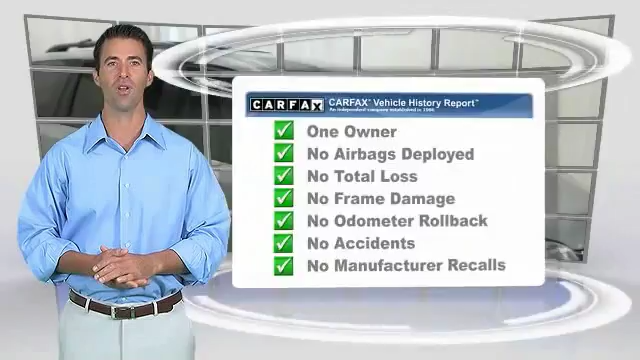 CARFAX CARFAX Vehicle History Report™
An independent company established in 1986
One Owner
No Airbags Deployed
No Total Loss
No Frame Damage
No Odometer Rollback
No Accidents
No Manufacturer Recalls